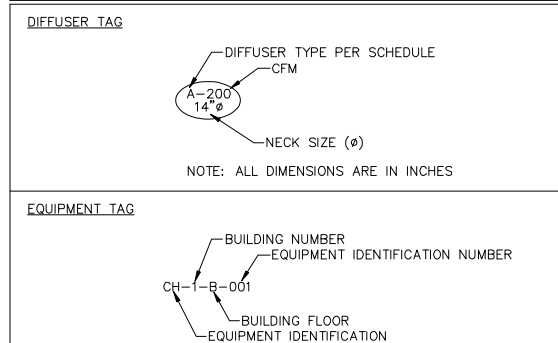 DIFFUSER TAG
DIFFUSER TYPE PER SCHEDULE
CFM
A-200
14"ø
NECK SIZE (ø)
NOTE: ALL DIMENSIONS ARE IN INCHES
EQUIPMENT TAG
BUILDING NUMBER
EQUIPMENT IDENTIFICATION NUMBER
CH-1-B-001
BUILDING FLOOR
EQUIPMENT IDENTIFICATION